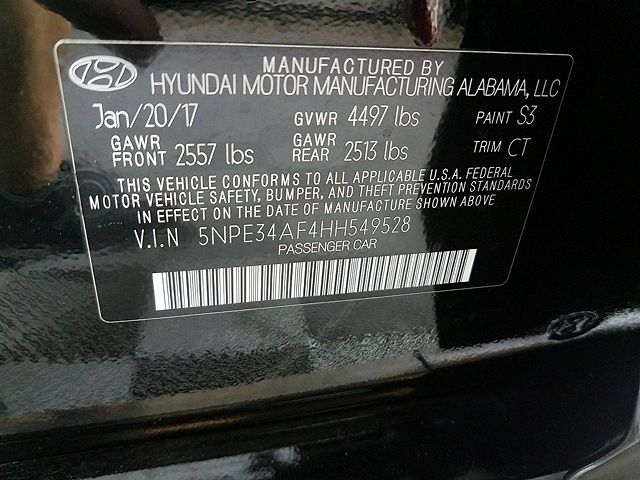 MANUFACTURED BY
HYUNDAI MOTOR MANUFACTURING ALABAMA, LLC
Jan/20/17 GVWR 4497 lbs PAINT S3
GAWR FRONT 2557 lbs GAWR REAR 2513 lbs TRIM CT
THIS VEHICLE CONFORMS TO ALL APPLICABLE U.S.A. FEDERAL
MOTOR VEHICLE SAFETY, BUMPER, AND THEFT PREVENTION STANDARDS
IN EFFECT ON THE DATE OF MANUFACTURE SHOWN ABOVE
V.I.N 5NPE34AF4HH549528
PASSENGER CAR